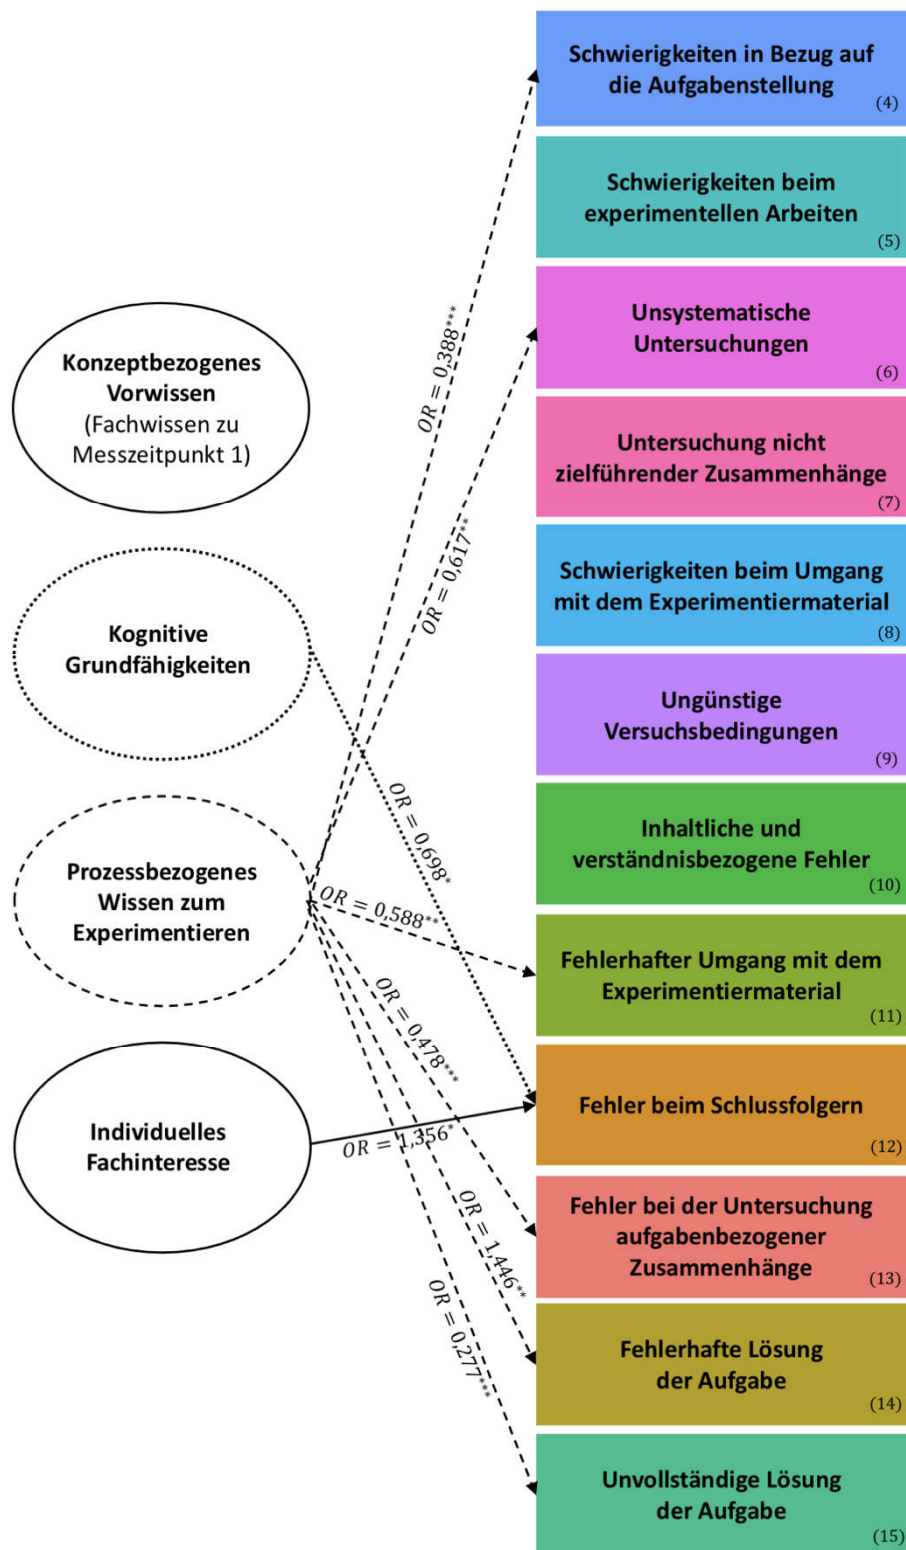 Schwierigkeiten in Bezug auf
die Aufgabenstellung
(4)
Schwierigkeiten beim
experimentellen Arbeiten
(5)
Unsystematische
Untersuchungen
(6)
Untersuchung nicht
zielführender Zusammenhänge
(7)
Schwierigkeiten beim Umgang
mit dem Experimentiermaterial
(8)
Ungünstige
Versuchsbedingungen
(9)
Inhaltliche und
verständnisbezogene Fehler
(10)
Fehlerhafter Umgang mit dem
Experimentiermaterial
(11)
Fehler beim Schlussfolgern
(12)
Fehler bei der Untersuchung
aufgabenbezogener
Zusammenhänge
(13)
Fehlerhafte Lösung
der Aufgabe
(14)
Unvollständige Lösung
der Aufgabe
(15)
Konzeptbezogenes
Vorwissen
(Fachwissen zu
Messzeitpunkt 1)
Kognitive
Grundfähigkeiten
Prozessbezogenes
Wissen zum
Experimentieren
Individuelles
Fachinteresse
OR = 0,388***
OR = 0,617**
OR = 0,698*
OR = 0,588**
OR = 0,478***
OR = 1,356*
OR = 1,446**
OR = 0,277***